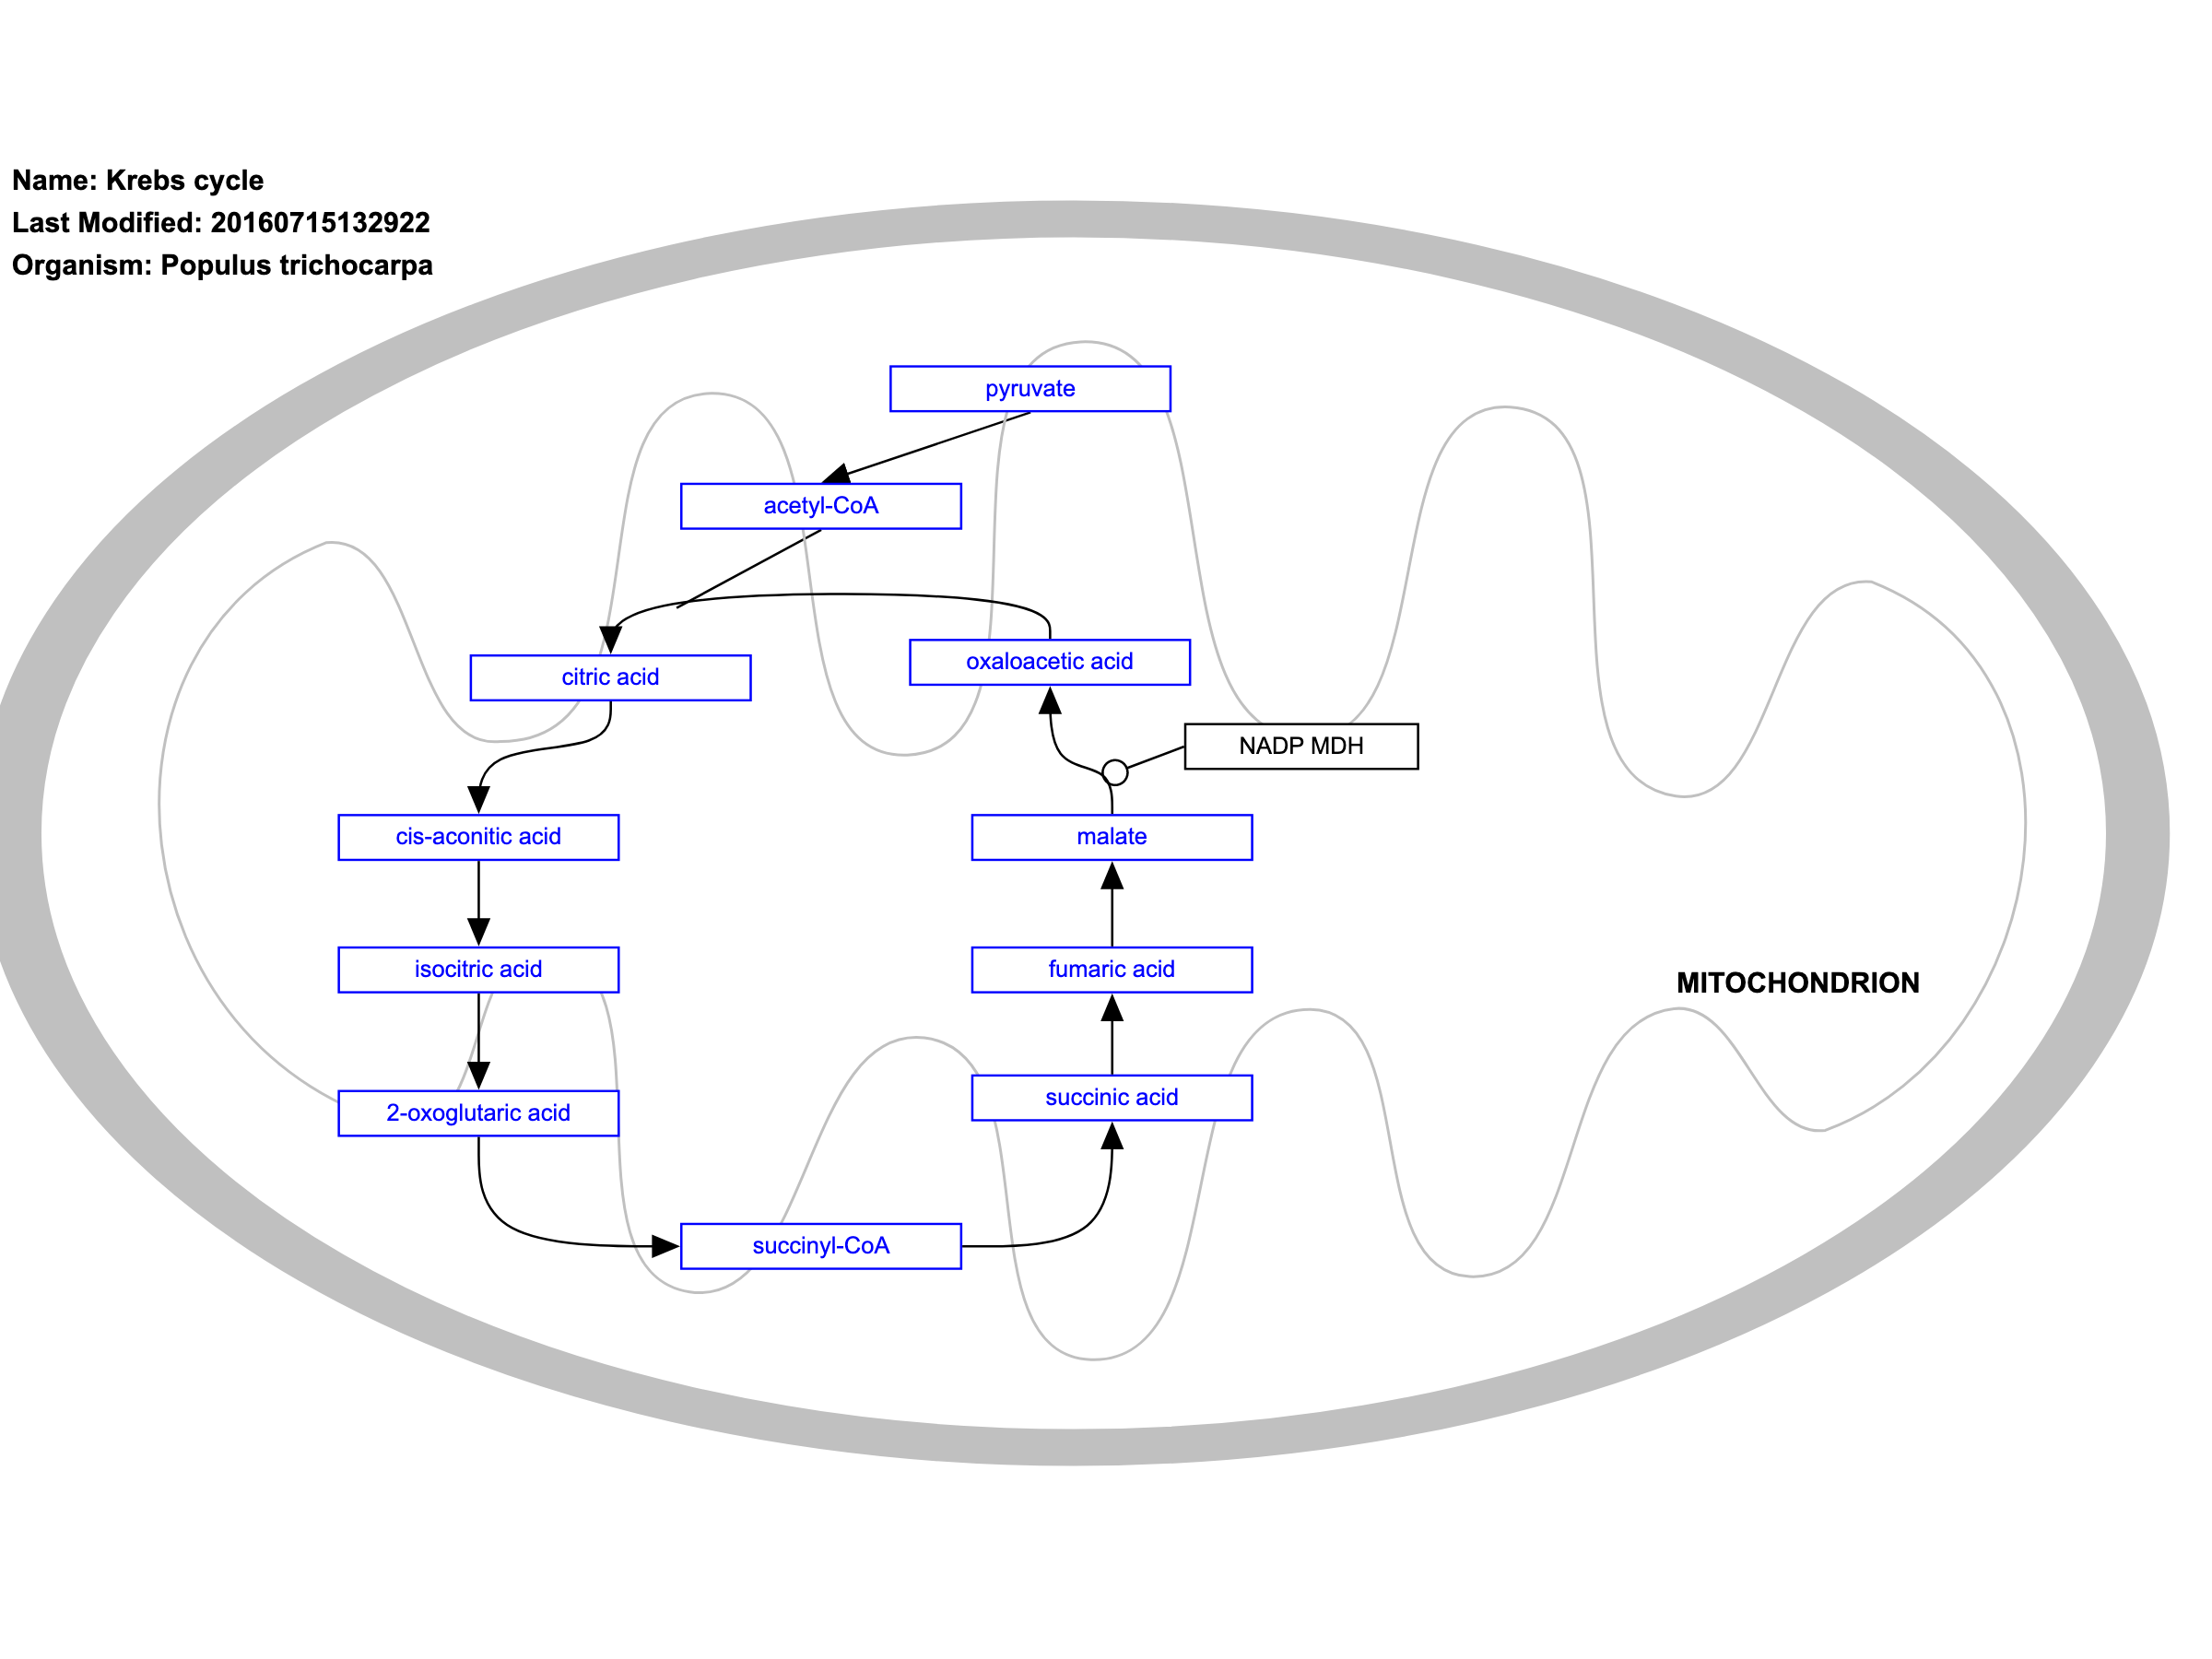 Name: Krebs cycle
Last Modified: 20160715132922
Organism: Populus trichocarpa
pyruvate
acetyl-CoA
oxaloacetic acid
citric acid
NADP MDH
cis-aconitic acid
malate
isocitric acid
fumaric acid
MITOCHONDRION
2-oxoglutaric acid
succinic acid
succinyl-CoA